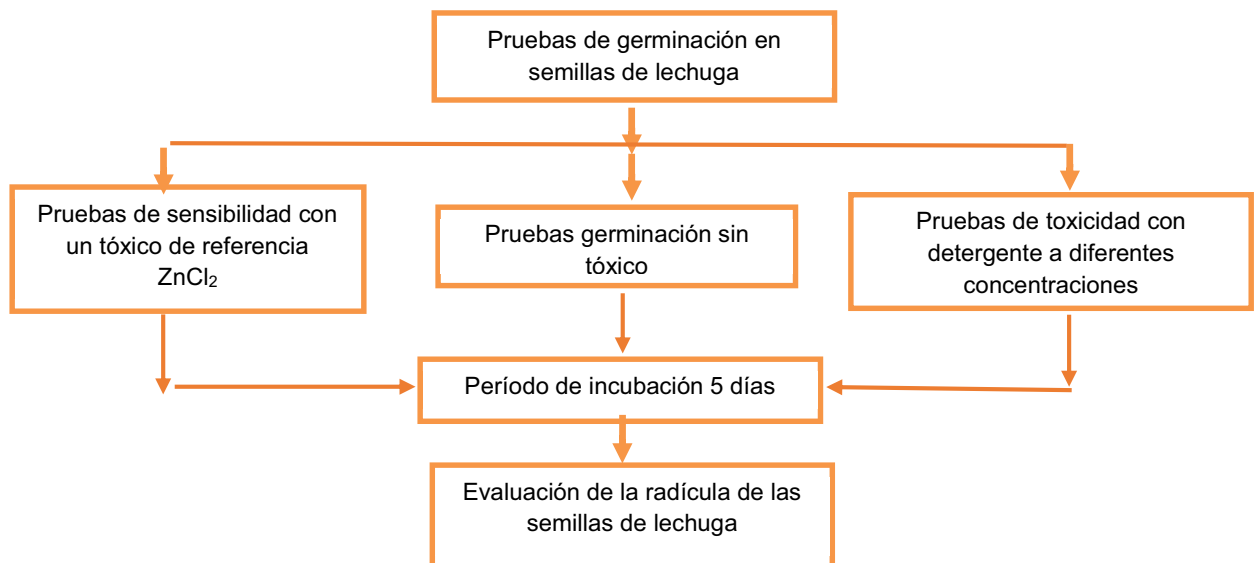 Pruebas de germinación en
semillas de lechuga
Pruebas de sensibilidad con
un tóxico de referencia
ZnCl₂
Pruebas germinación sin
tóxico
Pruebas de toxicidad con
detergente a diferentes
concentraciones
Período de incubación 5 días
Evaluación de la radícula de las
semillas de lechuga